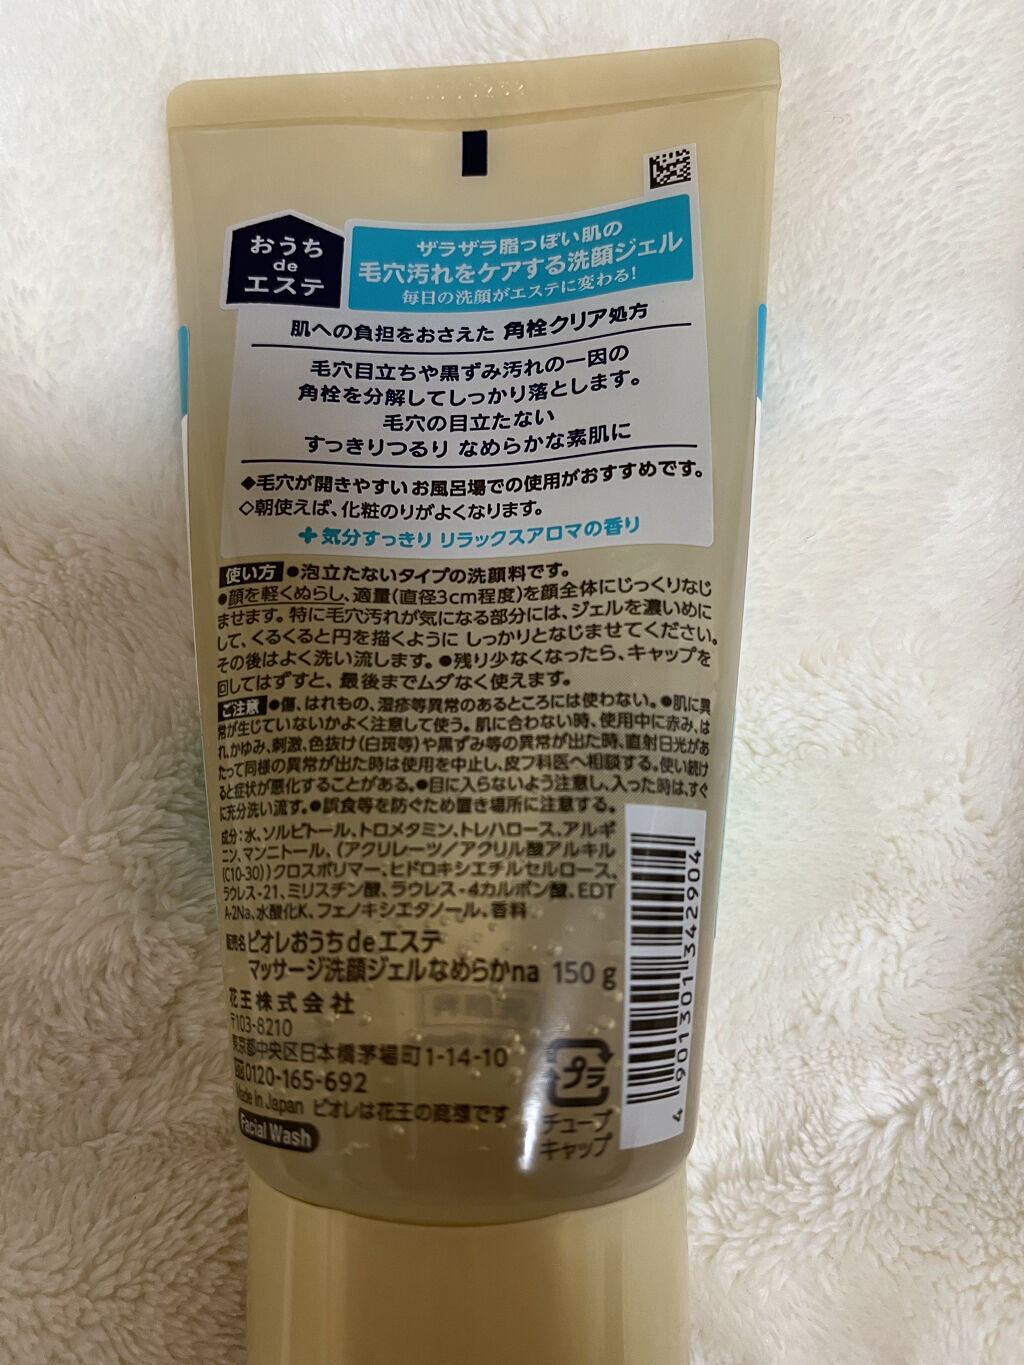 おうち
de
エステ
ザラザラ脂っぽい肌の
毛穴汚れをケアする洗顔ジェル
毎日の洗顔がエステに変わる!
肌への負担をおさえた 角栓クリア処方
毛穴目立ちや黒ずみ汚れの一因の
角栓を分解してしっかり落とします。
毛穴の目立たない
すっきりつるり なめらかな素肌に
◆毛穴が開きやすいお風呂場での使用がおすすめです。
◇朝使えば、化粧のりがよくなります。
+気分すっきり リラックスアロマの香り
使い方 ●泡立たないタイプの洗顔料です。
●顔を軽くぬらし、適量(直径3cm程度)を顔全体にじっくりなじ
ませます。特に毛穴汚れが気になる部分には、ジェルを濃いめに
して、くるくると円を描くように しっかりとなじませてください。
その後はよく洗い流します。●残り少なくなったら、キャップを
回してはずすと、最後までムダなく使えます。
ご注意 ●傷、はれもの、湿疹等異常のあるところには使わない。●肌に異
常が生じていないかよく注意して使う。肌に合わない時、使用中に赤み、は
れ、かゆみ、刺激、色抜け(白斑等)や黒ずみ等の異常が出た時、直射日光があ
たって同様の異常が出た時は使用を中止し、皮フ科医へ相談する。使い続け
ると症状が悪化することがある。●目に入らないよう注意し、入った時は、すぐ
に充分洗い流す。●誤食等を防ぐため置き場所に注意する。
成分:水、ソルビトール、トロメタミン、トレハロース、アルギ
ニン、マンニトール、(アクリレーツ/アクリル酸アルキル
(C10-30))クロスポリマー、ヒドロキシエチルセルロース、
ラウレス-21、ミリスチン酸、ラウレス-4カルボン酸、EDT
A-2Na、水酸化K、フェノキシエタノール、香料
販売名 ビオレおうちdeエステ
マッサージ洗顔ジェルなめらかna 150g
花王株式会社
〒103-8210
東京都中央区日本橋茅場町1-14-10
0120-165-692
Made in Japan ビオレは花王の商標です
Facial Wash
プラ
チューブ
キャップ
4 901301 342904